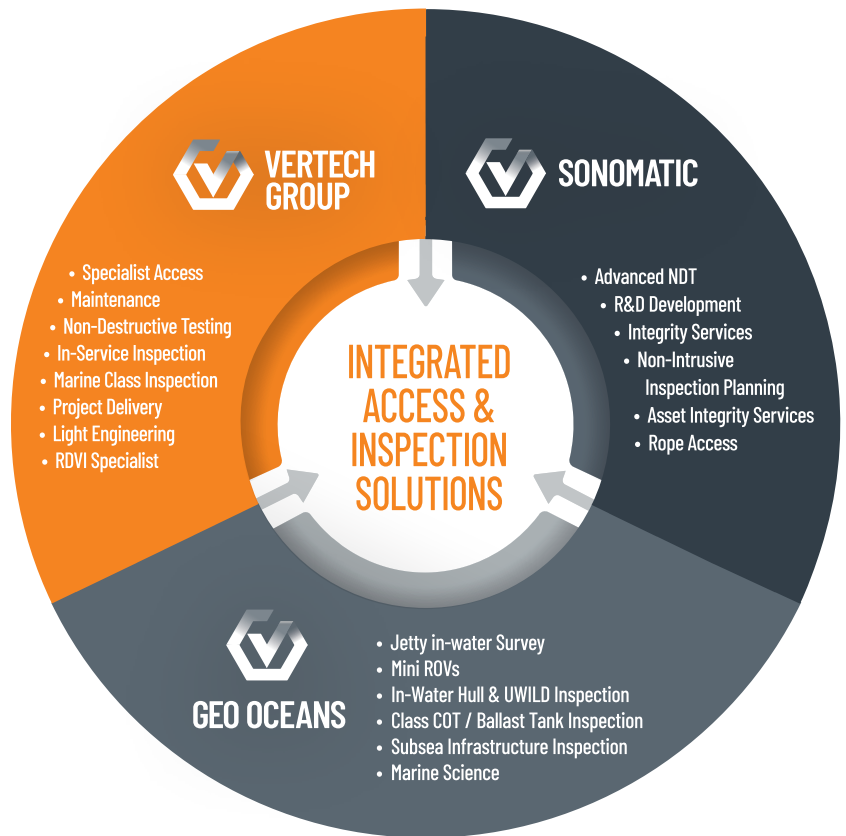 VERTECH
GROUP
• Specialist Access
• Maintenance
• Non-Destructive Testing
• In-Service Inspection
• Marine Class Inspection
• Project Delivery
• Light Engineering
• RDVI Specialist
SONOMATIC
• Advanced NDT
• R&D Development
• Integrity Services
• Non-Intrusive
Inspection Planning
• Asset Integrity Services
• Rope Access
INTEGRATED
ACCESS &
INSPECTION
SOLUTIONS
GEO OCEANS
• Jetty in-water Survey
• Mini ROVs
• In-Water Hull & UWILD Inspection
• Class COT / Ballast Tank Inspection
• Subsea Infrastructure Inspection
• Marine Science